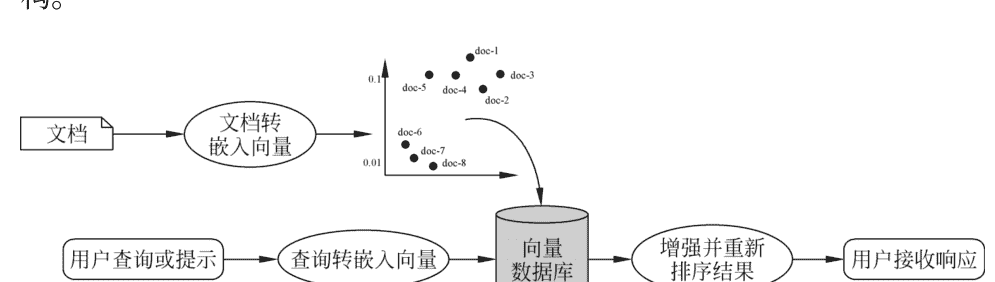 构。
doc-1
0.1
doc-5
doc-4
doc-3
doc-2
文档
文档转
嵌入向量
doc-6
doc-7
0.01
doc-8
用户查询或提示
查询转嵌入向量
向量
数据库
增强并重新
排序结果
用户接收响应